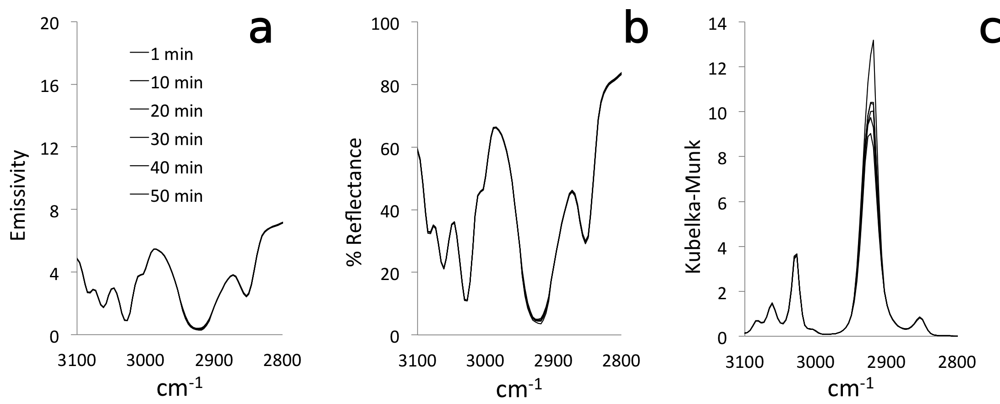 a
Emissivity
20
16
12
8
4
0
1 min
10 min
20 min
30 min
40 min
50 min
3100 3000 2900 2800
cm-1
b
% Reflectance
100
80
60
40
20
0
3100 3000 2900 2800
cm-1
c
Kubelka-Munk
14
12
10
8
6
4
2
0
3100 3000 2900 2800
cm-1